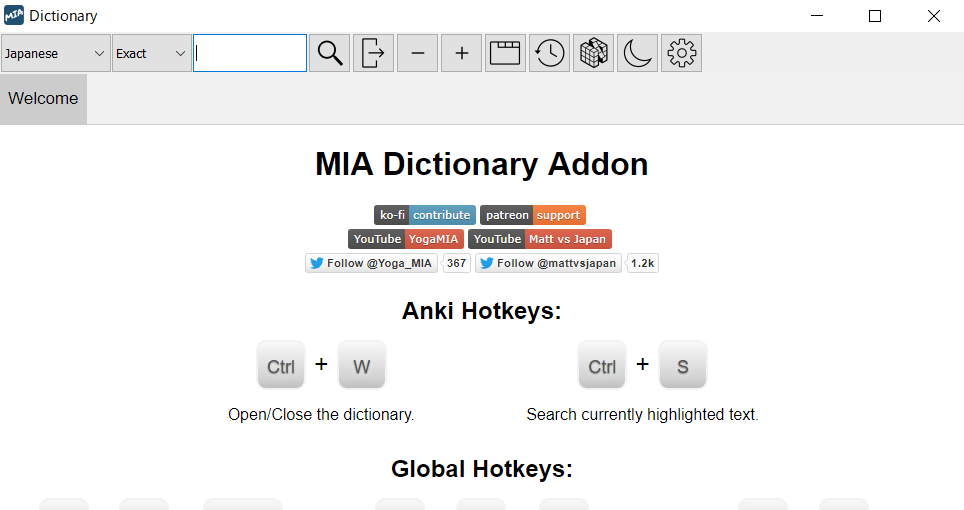 MIA Dictionary
Japanese Exact
Welcome
MIA Dictionary Addon
ko-fi contribute patreon support
YouTube YogaMIA YouTube Matt vs Japan
Follow @Yoga_MIA 367 Follow @mattvsjapan 1.2k
Anki Hotkeys:
Ctrl + W Ctrl + S
Open/Close the dictionary. Search currently highlighted text.
Global Hotkeys: